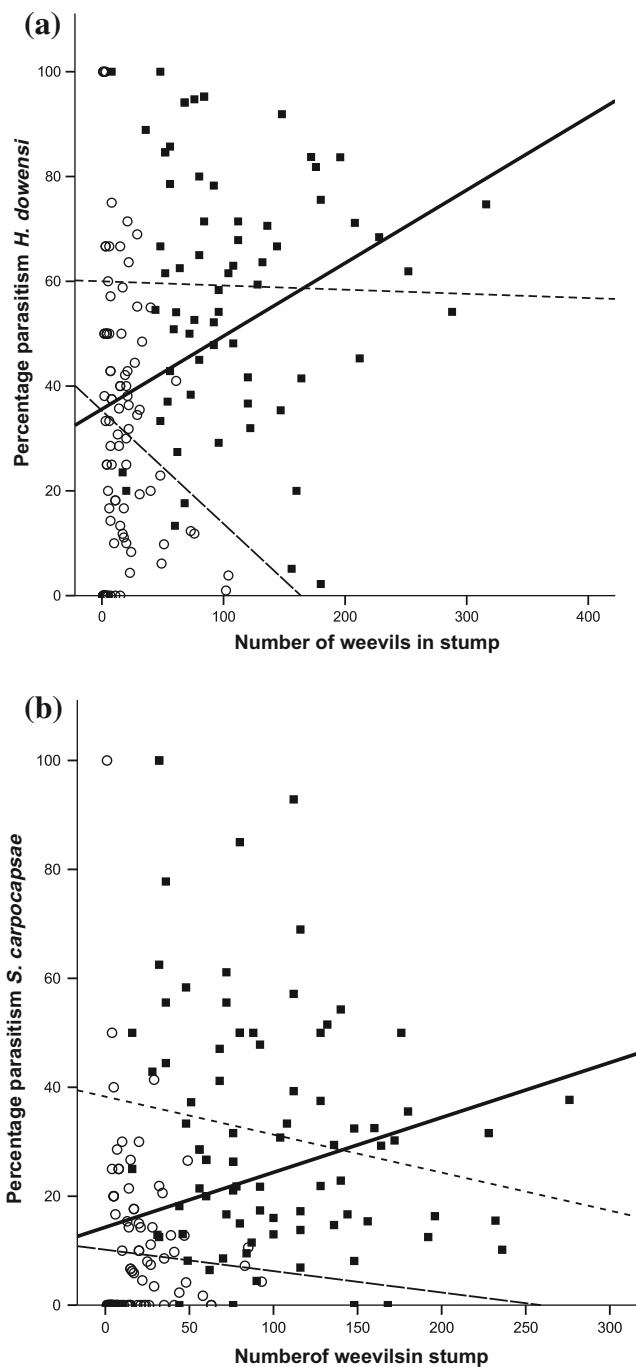 (a)
100
80
60
40
20
0
Percentage parasitism H. dowensi
0 100 200 300 400
Number of weevils in stump
(b)
100
80
60
40
20
0
Percentage parasitism S. carpocapsae
0 50 100 150 200 250 300
Numberof weevilsin stump